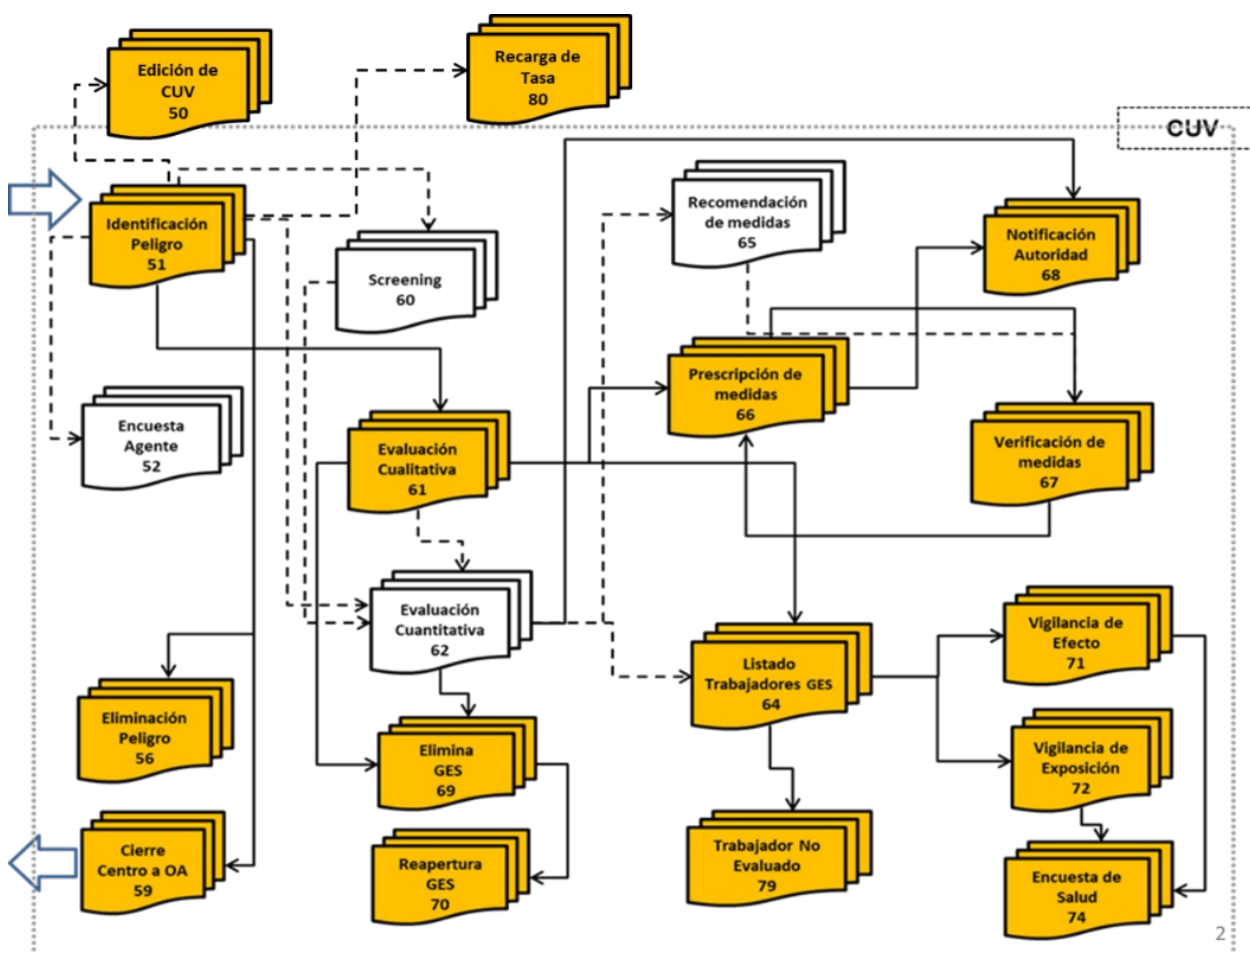 Edición de
CUV
50
Recarga de
Tasa
80
CUV
Identificación
Peligro
51
Screening
60
Recomendación
de medidas
65
Notificación
Autoridad
68
Encuesta
Agente
52
Evaluación
Cualitativa
61
Prescripción de
medidas
66
Verificación de
medidas
67
Evaluación
Cuantitativa
62
Listado
Trabajadores GES
64
Vigilancia de
Efecto
71
Eliminación
Peligro
56
Elimina
GES
69
Vigilancia de
Exposición
72
Cierre
Centro a OA
59
Reapertura
GES
70
Trabajador No
Evaluado
79
Encuesta de
Salud
74
2